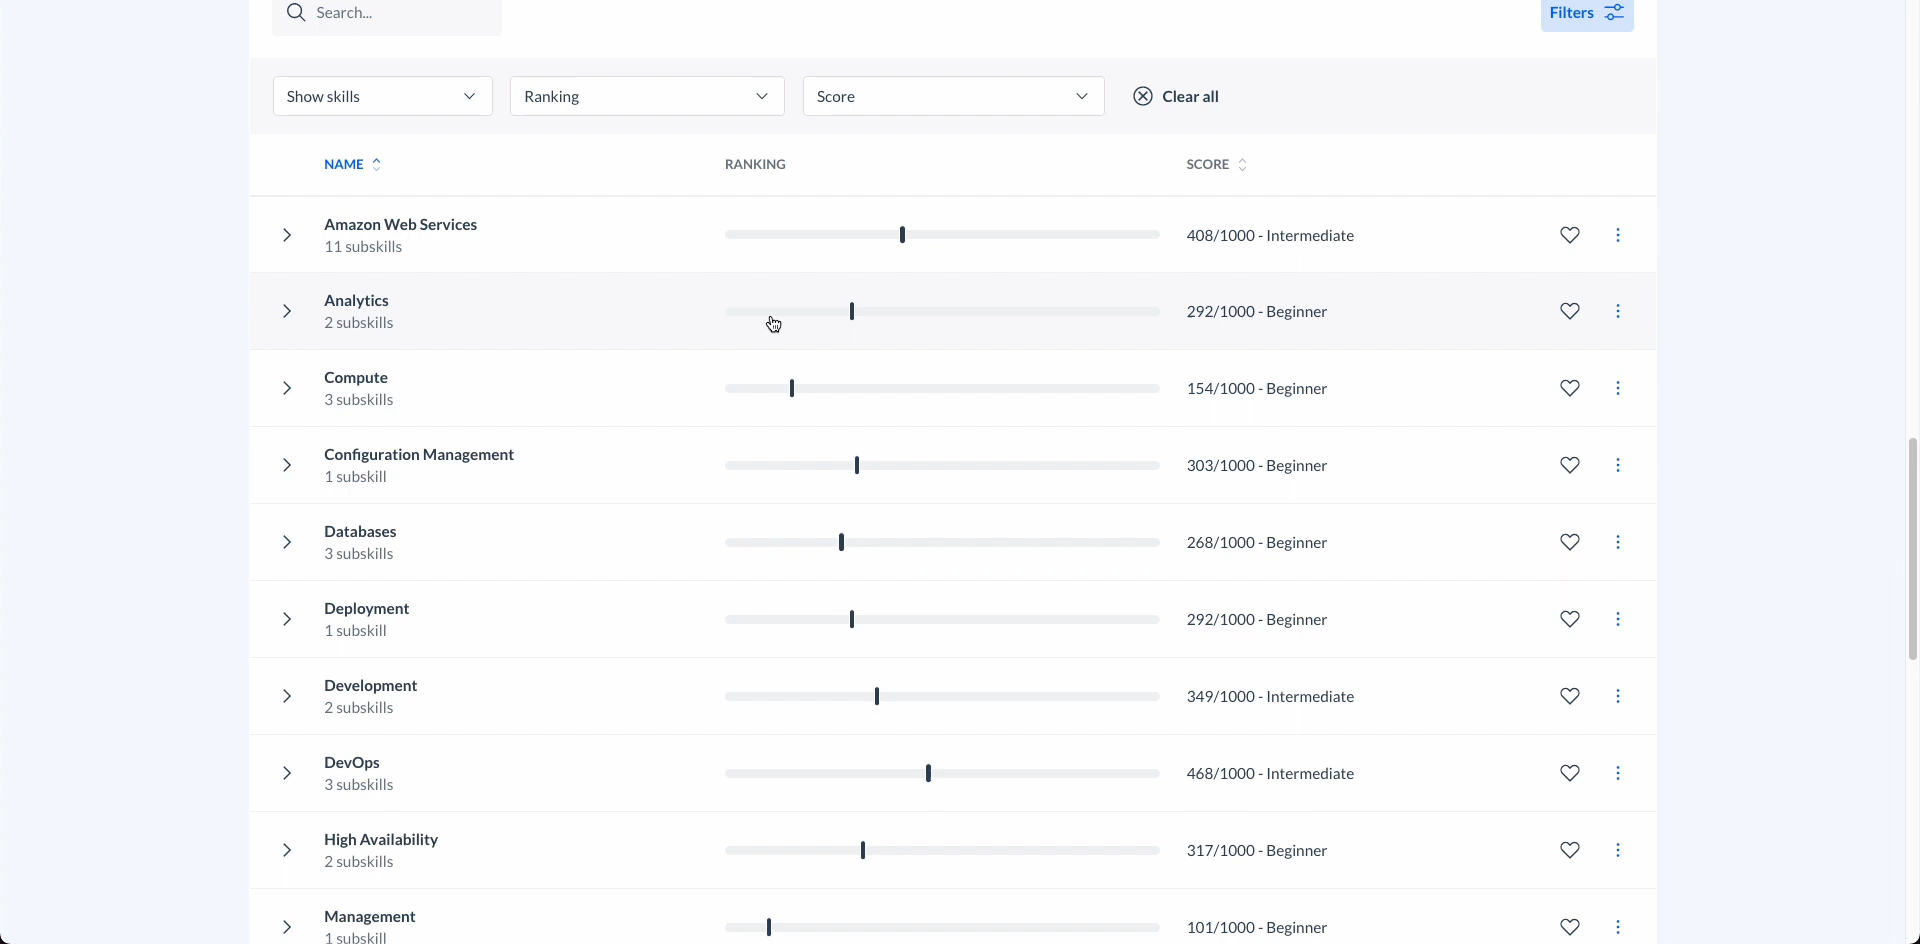 Search...
Filters
Show skills
Ranking
Score
Clear all
NAME
RANKING
SCORE
Amazon Web Services
11 subskills
408/1000 - Intermediate
Analytics
2 subskills
292/1000 - Beginner
Compute
3 subskills
154/1000 - Beginner
Configuration Management
1 subskill
303/1000 - Beginner
Databases
3 subskills
268/1000 - Beginner
Deployment
1 subskill
292/1000 - Beginner
Development
2 subskills
349/1000 - Intermediate
DevOps
3 subskills
468/1000 - Intermediate
High Availability
2 subskills
317/1000 - Beginner
Management
1 subskill
101/1000 - Beginner